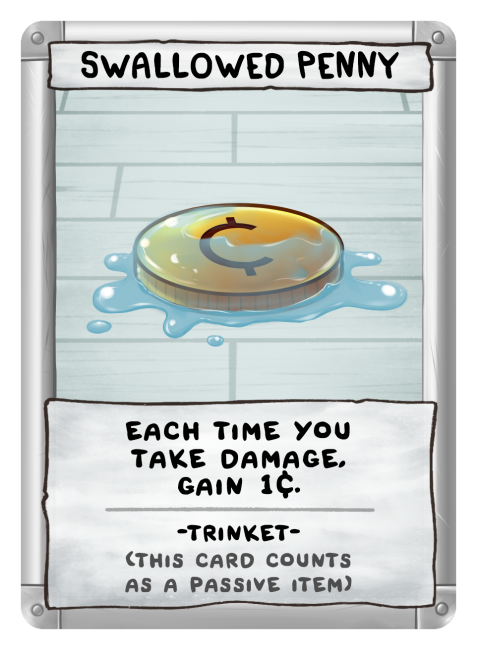 SWALLOWED PENNY
¢
EACH TIME YOU
TAKE DAMAGE,
GAIN 1¢.
-TRINKET-
(THIS CARD COUNTS
AS A PASSIVE ITEM)